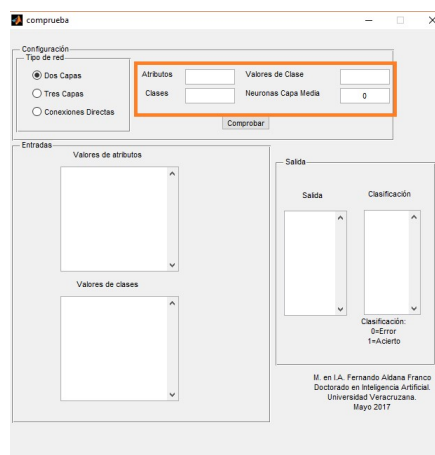 comprueba
Configuración
Tipo de red
Dos Capas
Tres Capas
Conexiones Directas
Atributos
Valores de Clase
Clases
Neuronas Capa Media
0
Comprobar
Entradas
Valores de atributos
Valores de clases
Salida
Salida
Clasificación
Clasificación:
0=Error
1=Acierto
M. en I.A. Fernando Aldana Franco
Doctorado en Inteligencia Artificial.
Universidad Veracruzana.
Mayo 2017